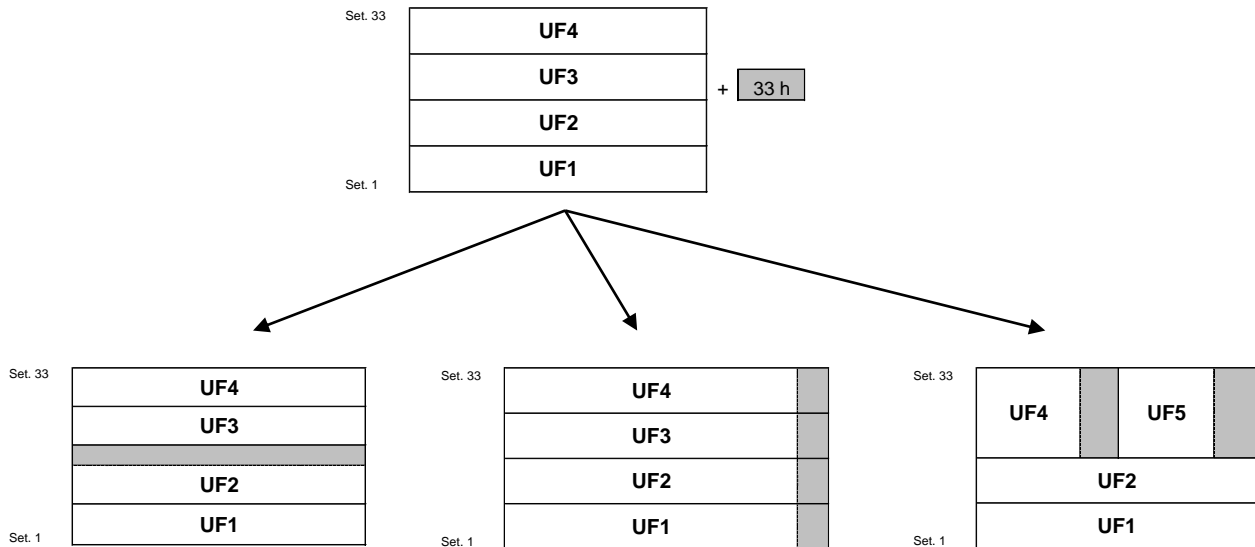 Set. 33
UF4
UF3
+ 33 h
UF2
UF1
Set. 1
Set. 33
UF4
UF3
UF2
UF1
Set. 1
Set. 33
UF4
UF3
UF2
UF1
Set. 1
Set. 33
UF4 UF5
UF2
UF1
Set. 1